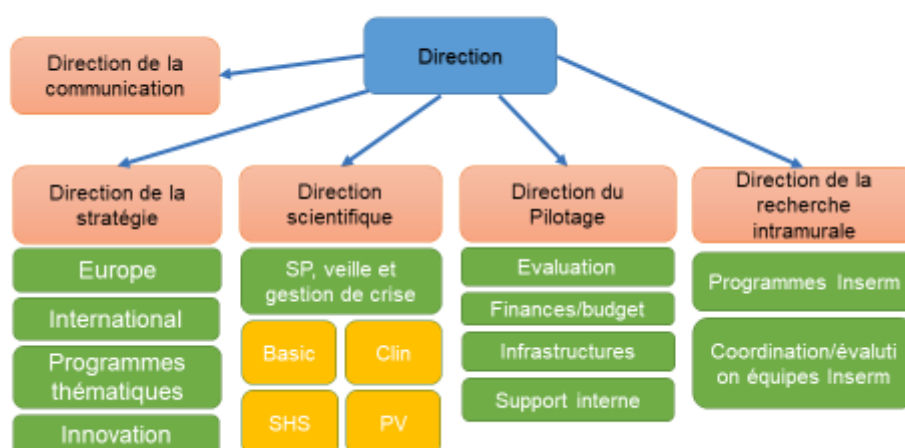 Direction
Direction de la
communication
Direction de la
stratégie
Europe
International
Programmes
thématiques
Innovation
Direction
scientifique
SP, veille et
gestion de crise
Basic
Clin
SHS
PV
Direction du
Pilotage
Evaluation
Finances/budget
Infrastructures
Support interne
Direction de la
recherche
intramurale
Programmes Inserm
Coordination/évaluti
on équipes Inserm